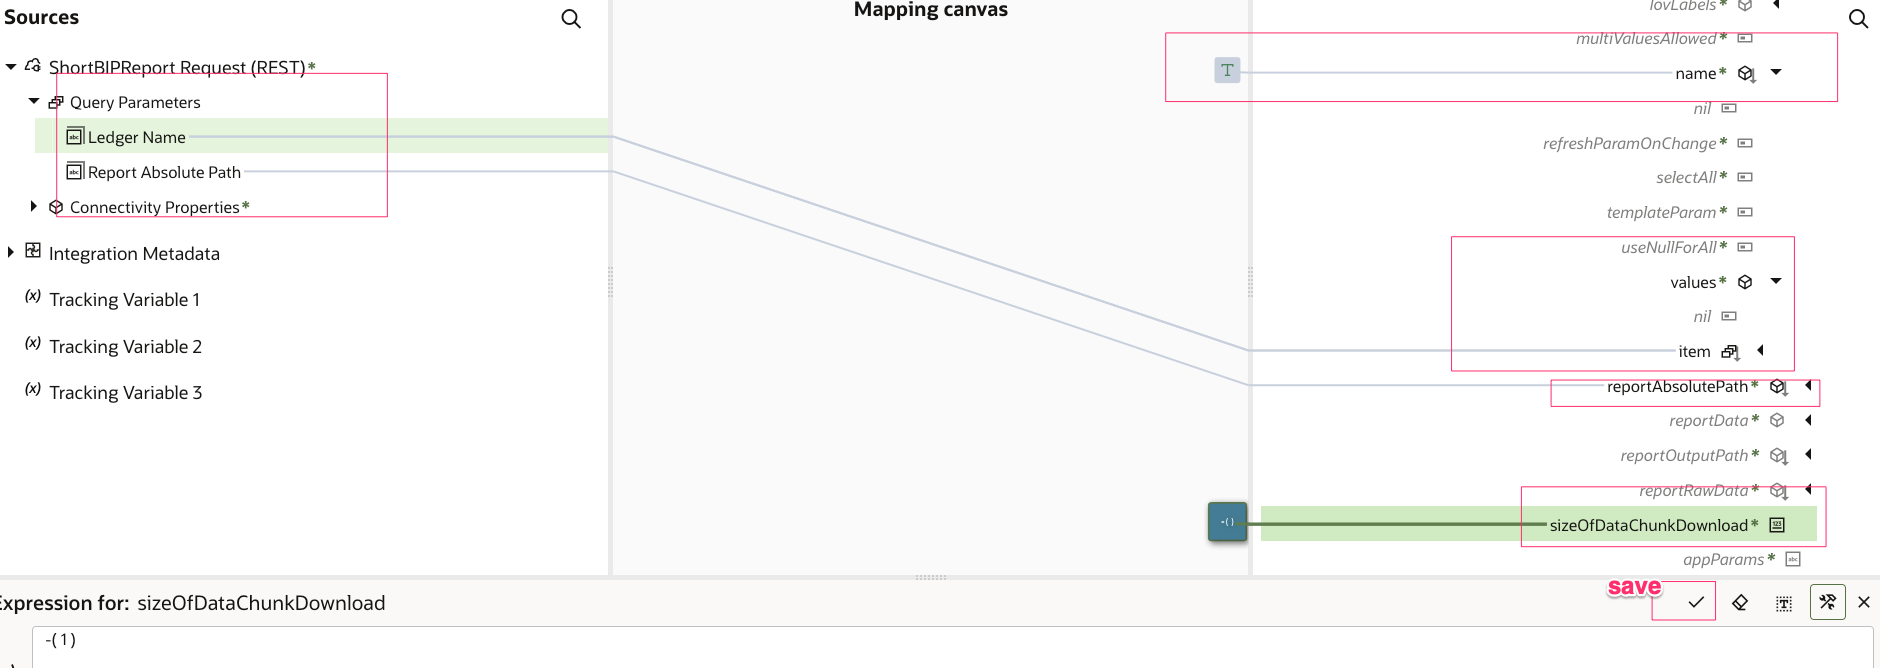 Sources
Mapping canvas
ShortBIPReport Request (REST)*
Query Parameters
Ledger Name
Report Absolute Path
Connectivity Properties*
Integration Metadata
(x) Tracking Variable 1
(x) Tracking Variable 2
(x) Tracking Variable 3
T
lovLabels*
multiValuesAllowed*
name*
nil
refreshParamOnChange*
selectAll*
templateParam*
useNullForAll*
values*
nil
item
reportAbsolutePath*
reportData*
reportOutputPath*
reportRawData*
-()
sizeOfDataChunkDownload*
appParams*
save
Expression for: sizeOfDataChunkDownload
-(1)